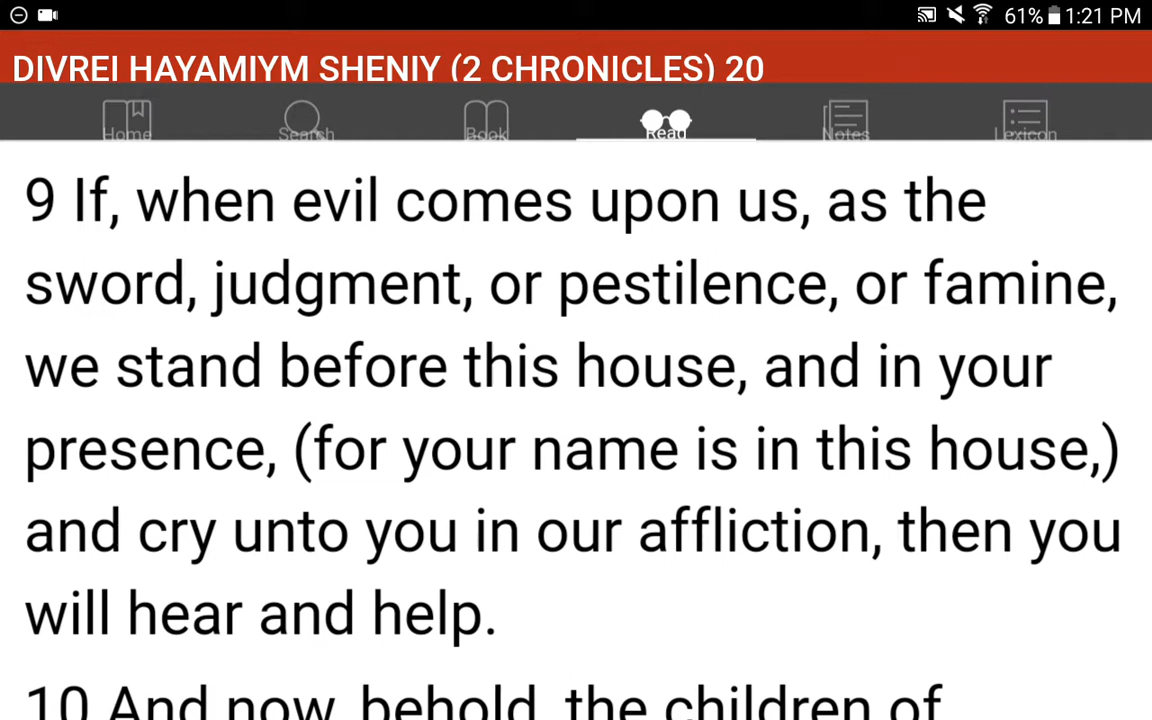 61% 1:21 PM
DIVREI HAYAMIYM SHENIY (2 CHRONICLES) 20
Home Search Book Read Notes Lexicon
9 If, when evil comes upon us, as the
sword, judgment, or pestilence, or famine,
we stand before this house, and in your
presence, (for your name is in this house,)
and cry unto you in our affliction, then you
will hear and help.
10 And now, behold, the children of